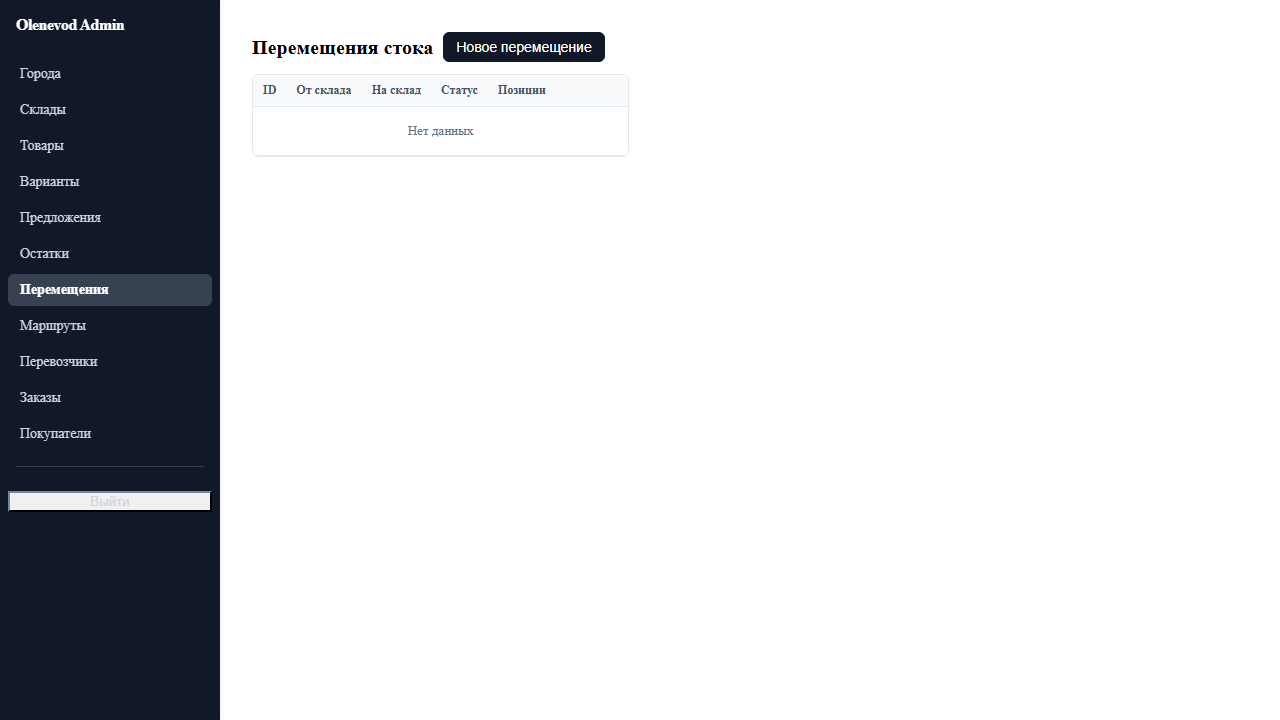 Olenevod Admin
Города
Склады
Товары
Варианты
Предложения
Остатки
Перемещения
Маршруты
Перевозчики
Заказы
Покупатели
Выйти
Перемещения стока
Новое перемещение
ID От склада На склад Статус Позиции
Нет данных